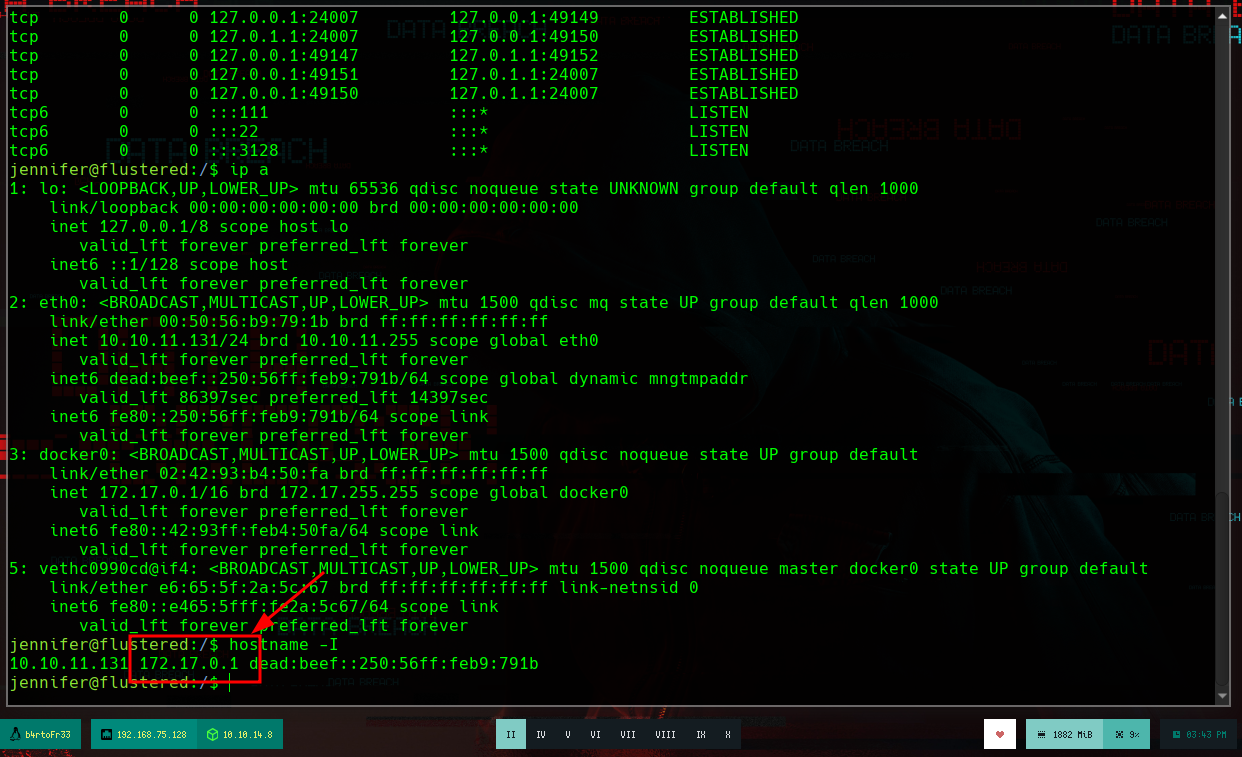 tcp        0      0 127.0.0.1:24007         127.0.0.1:49149         ESTABLISHED
tcp        0      0 127.0.1.1:24007         127.0.0.1:49150         ESTABLISHED
tcp        0      0 127.0.0.1:49147         127.0.0.1:49152         ESTABLISHED
tcp        0      0 127.0.0.1:49151         127.0.0.1:24007         ESTABLISHED
tcp        0      0 127.0.0.1:49150         127.0.1.1:24007         ESTABLISHED
tcp6       0      0 :::111                  :::*                    LISTEN
tcp6       0      0 :::22                   :::*                    LISTEN
tcp6       0      0 :::3128                 :::*                    LISTEN
jennifer@flustered:/$ ip a
1: lo: <LOOPBACK,UP,LOWER_UP> mtu 65536 qdisc noqueue state UNKNOWN group default qlen 1000
    link/loopback 00:00:00:00:00:00 brd 00:00:00:00:00:00
    inet 127.0.0.1/8 scope host lo
       valid_lft forever preferred_lft forever
    inet6 ::1/128 scope host
       valid_lft forever preferred_lft forever
2: eth0: <BROADCAST,MULTICAST,UP,LOWER_UP> mtu 1500 qdisc mq state UP group default qlen 1000
    link/ether 00:50:56:b9:79:1b brd ff:ff:ff:ff:ff:ff
    inet 10.10.11.131/24 brd 10.10.11.255 scope global eth0
       valid_lft forever preferred_lft forever
    inet6 dead:beef::250:56ff:feb9:791b/64 scope global dynamic mngtmpaddr
       valid_lft 86397sec preferred_lft 14397sec
    inet6 fe80::250:56ff:feb9:791b/64 scope link
       valid_lft forever preferred_lft forever
3: docker0: <BROADCAST,MULTICAST,UP,LOWER_UP> mtu 1500 qdisc noqueue state UP group default
    link/ether 02:42:93:b4:50:fa brd ff:ff:ff:ff:ff:ff
    inet 172.17.0.1/16 brd 172.17.255.255 scope global docker0
       valid_lft forever preferred_lft forever
    inet6 fe80::42:93ff:feb4:50fa/64 scope link
       valid_lft forever preferred_lft forever
5: vethc0990cd@if4: <BROADCAST,MULTICAST,UP,LOWER_UP> mtu 1500 qdisc noqueue master docker0 state UP group default
    link/ether e6:65:5f:2a:5c:67 brd ff:ff:ff:ff:ff:ff link-netnsid 0
    inet6 fe80::e465:5fff:fe2a:5c67/64 scope link
       valid_lft forever preferred_lft forever
jennifer@flustered:/$ hostname -I
10.10.11.131 172.17.0.1 dead:beef::250:56ff:feb9:791b
jennifer@flustered:/$
b4rtoFr33 192.168.75.128 10.10.14.8 II IV V VI VII VIII IX X 1882 MiB 9% 03:43 PM
DATA BREACH
DATA BREACH
DATA BREACH
DATA BREACH
DATA BREACH